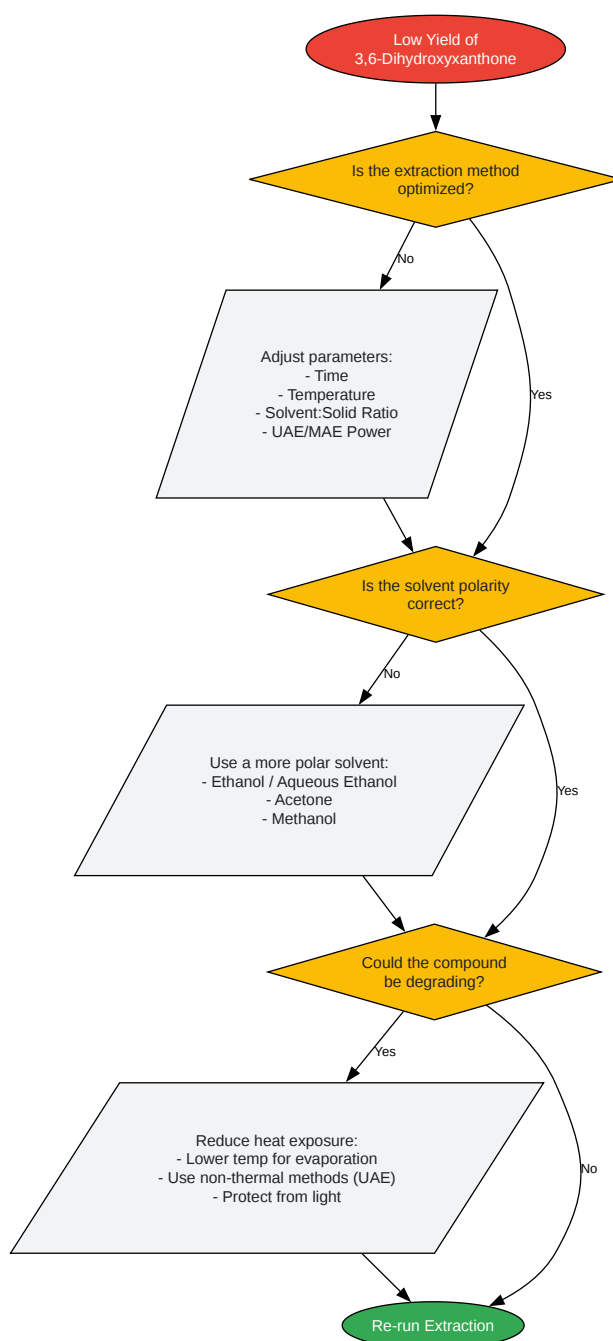 Low Yield of
3,6-Dihydroxyxanthone
Is the extraction method
optimized?
No
Yes
Adjust parameters:
- Time
- Temperature
- Solvent:Solid Ratio
- UAE/MAE Power
Is the solvent polarity
correct?
No
Yes
Use a more polar solvent:
- Ethanol / Aqueous Ethanol
- Acetone
- Methanol
Could the compound
be degrading?
Yes
No
Reduce heat exposure:
- Lower temp for evaporation
- Use non-thermal methods (UAE)
- Protect from light
Re-run Extraction